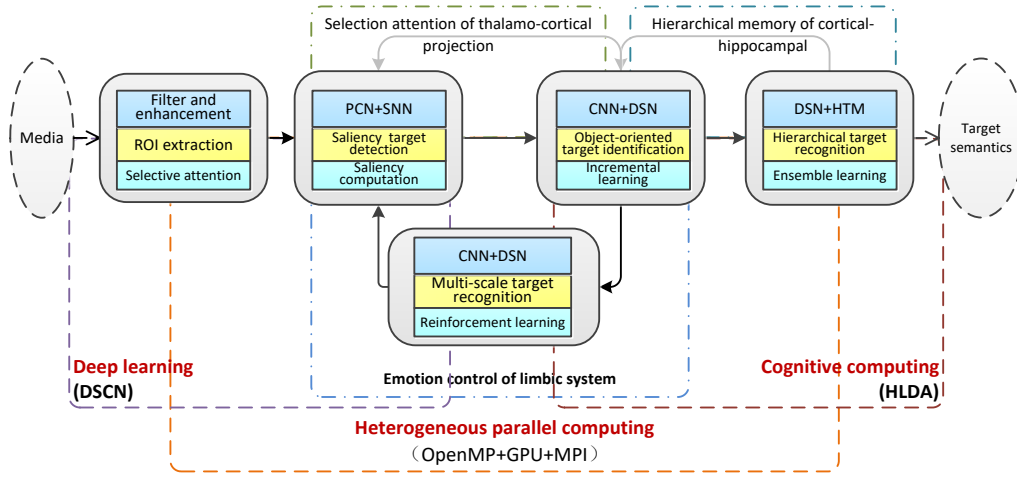 Selection attention of thalamo-cortical
projection
Hierarchical memory of cortical-
hippocampal
Media
Filter and
enhancement
ROI extraction
Selective attention
PCN+SNN
Saliency target
detection
Saliency computation
CNN+DSN
Object-oriented
target identification
Incremental
learning
DSN+HTM
Hierarchical target
recognition
Ensemble learning
Target
semantics
CNN+DSN
Multi-scale target
recognition
Reinforcement learning
Deep learning
(DSCN)
Emotion control of limbic system
Cognitive computing
(HLDA)
Heterogeneous parallel computing
（OpenMP+GPU+MPI）